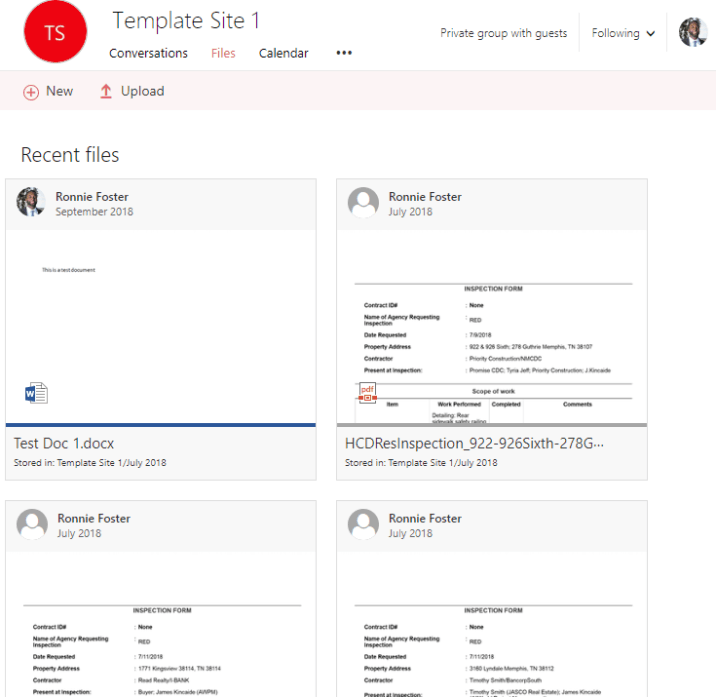 TS
Template Site 1
Private group with guests
Following
Conversations
Files
Calendar
•••
New
Upload
Recent files
Ronnie Foster
September 2018
This is a test document
Test Doc 1.docx
Stored in: Template Site 1/July 2018
Ronnie Foster
July 2018
INSPECTION FORM
Contract ID# : None
Name of Agency Requesting : RED
Inspection
Date Requested : 7/9/2018
Property Address : 922 & 926 Sixth; 278 Guthrie Memphis, TN 38107
Contractor : Priority Construction/NMCDC
Present at Inspection: : Promise CDC; Tyria Jeff; Priority Construction; J.Kincaide
pdf
Scope of work
Item Work Performed Completed Comments
Detailing: Rear
sidewalk safety railing
HCDResInspection_922-926Sixth-278G...
Stored in: Template Site 1/July 2018
Ronnie Foster
July 2018
INSPECTION FORM
Contract ID# : None
Name of Agency Requesting : RED
Inspection
Date Requested : 7/11/2018
Property Address : 1771 Kingsview 38114, TN 38114
Contractor : Read Realty/I-BANK
Present at Inspection: : Buyer; James Kincaide (AWPM)
Ronnie Foster
July 2018
INSPECTION FORM
Contract ID# : None
Name of Agency Requesting : RED
Inspection
Date Requested : 7/11/2018
Property Address : 3160 Lyndale Memphis, TN 38112
Contractor : Timothy Smith/BancorpSouth
Present at Inspection: : Timothy Smith (JASCO Real Estate); James Kincaide